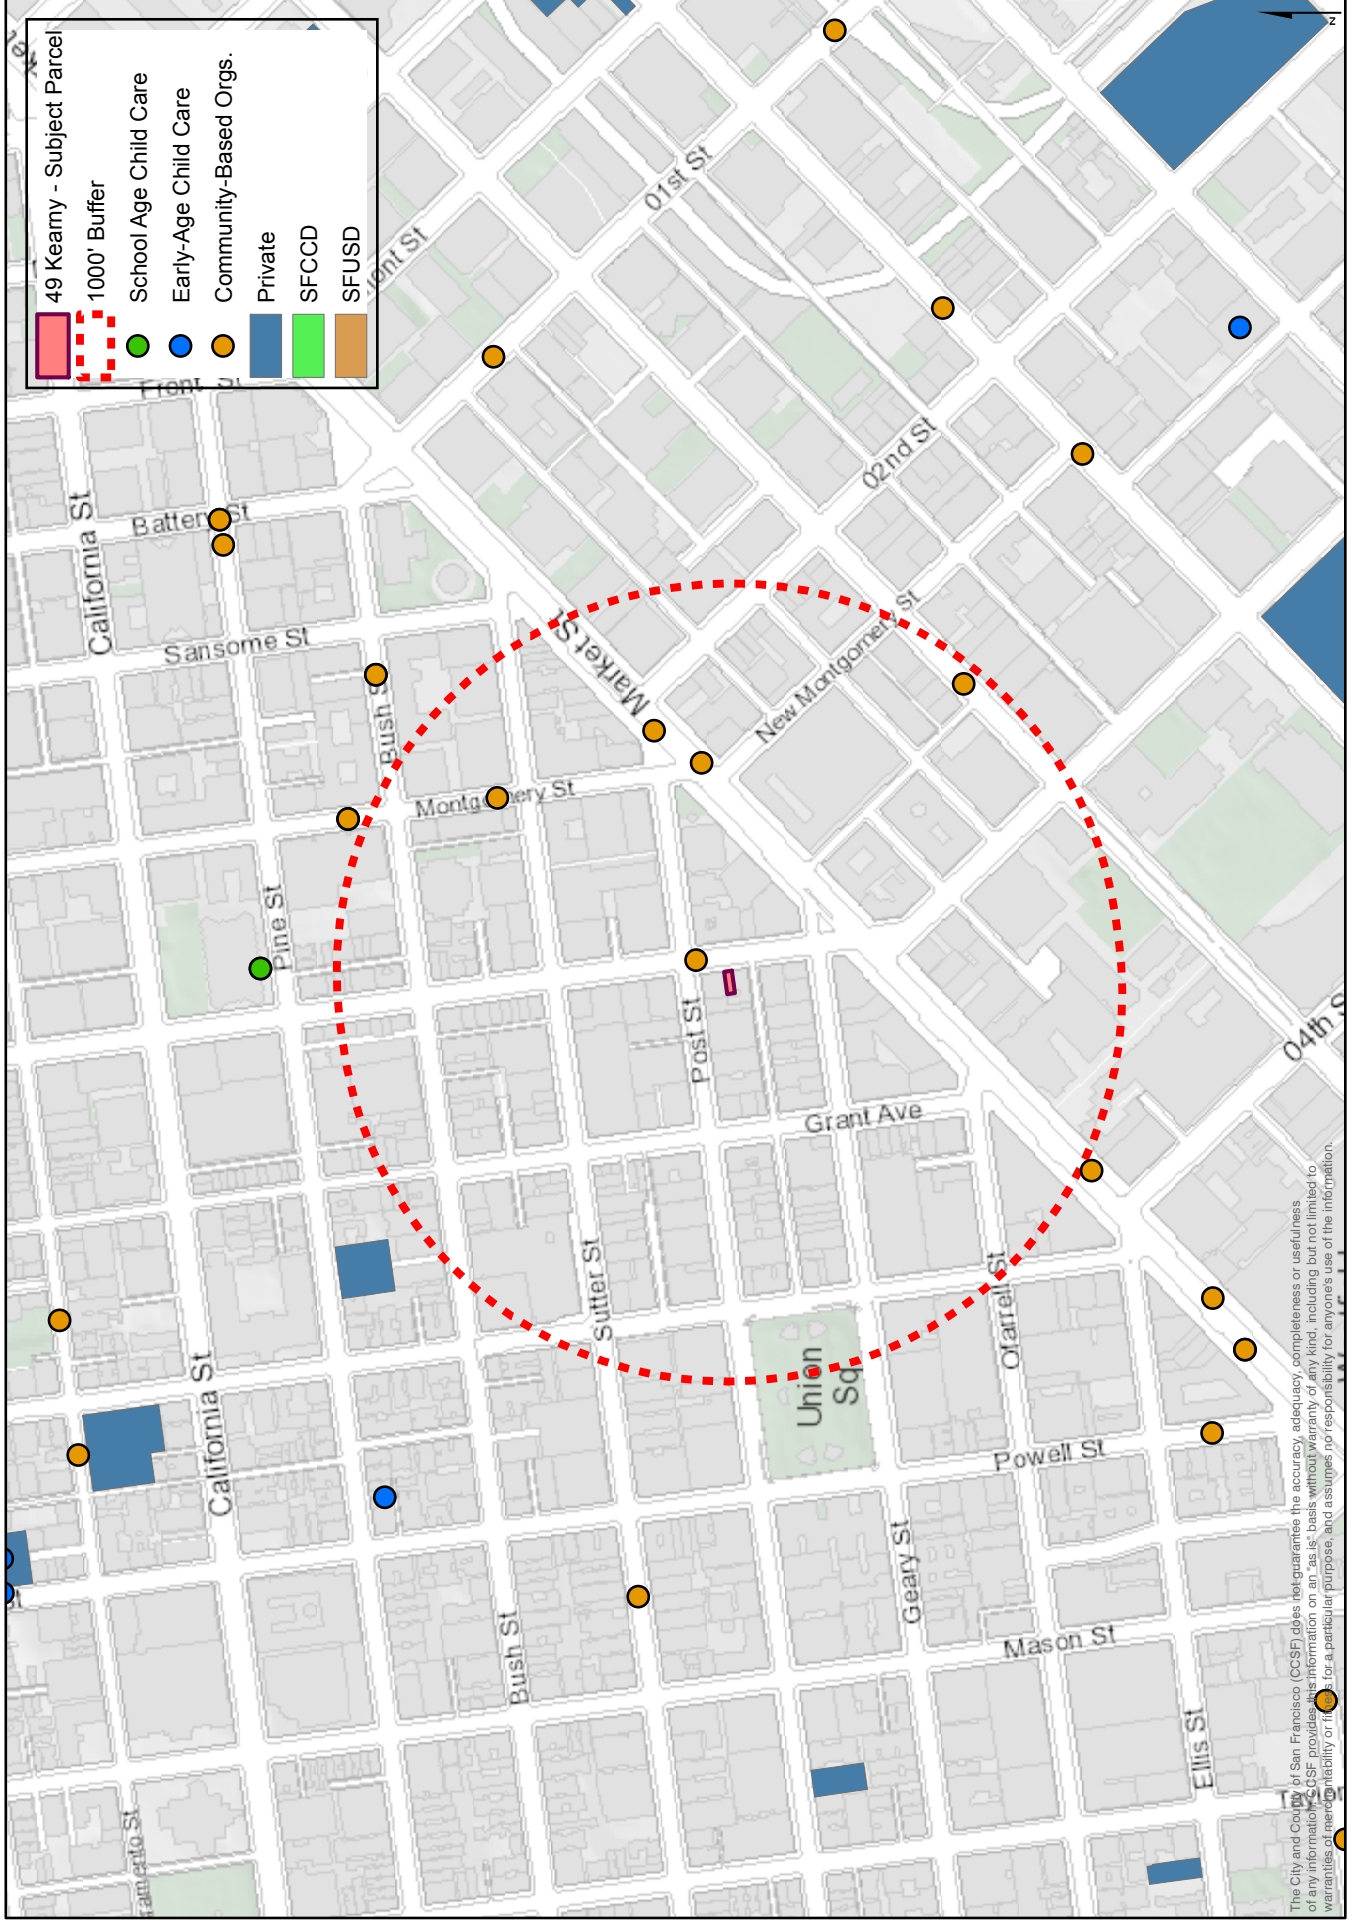 49 Kearny - Subject Parcel
1000' Buffer
School Age Child Care
Early-Age Child Care
Community-Based Orgs.
Private
SFCCD
SFUSD
California St
Battery St
Front St
01st St
Sansome St
Bush St
Market St
Montgomery St
New Montgomery St
02nd St
Pine St
Post St
Grant Ave
04th S
Sutter St
Ofarrell St
Union
Sq
California St
Powell St
Geary St
Bush St
Mason St
Ellis St
Taylor
ramento St
The City and County of San Francisco (CCSF) does not guarantee the accuracy, adequacy, completeness or usefulness
of any information. CCSF provides this information on an "as is" basis without warranty of any kind, including but not limited to
warranties of merchantability or fitness for a particular purpose, and assumes no responsibility for anyone's use of the information.
z